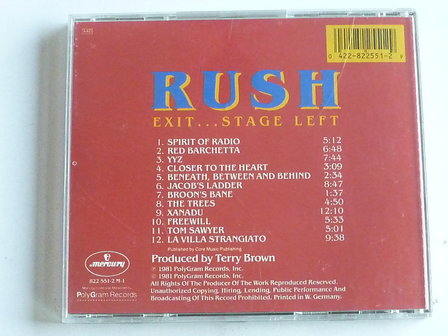 0 422-822551-2 9
RUSH
EXIT...STAGE LEFT
1. SPIRIT OF RADIO 5:12
2. RED BARCHETTA 6:48
3. YYZ 7:44
4. CLOSER TO THE HEART 3:09
5. BENEATH, BETWEEN AND BEHIND 2:34
6. JACOB'S LADDER 8:47
7. BROON'S BANE 1:37
8. THE TREES 4:50
9. XANADU 12:10
10. FREEWILL 5:33
11. TOM SAWYER 5:01
12. LA VILLA STRANGIATO 9:38
Published by Core Music Publishing
Produced by Terry Brown
℗ 1981 PolyGram Records, Inc.
© 1981 PolyGram Records, Inc.
All Rights Of The Producer Of The Work Reproduced Reserved.
Unauthorized Copying, Hiring, Lending, Public Performance And
Broadcasting Of This Record Prohibited. Printed in W. Germany.
mercury
822 551-2 M-1
PolyGram Records